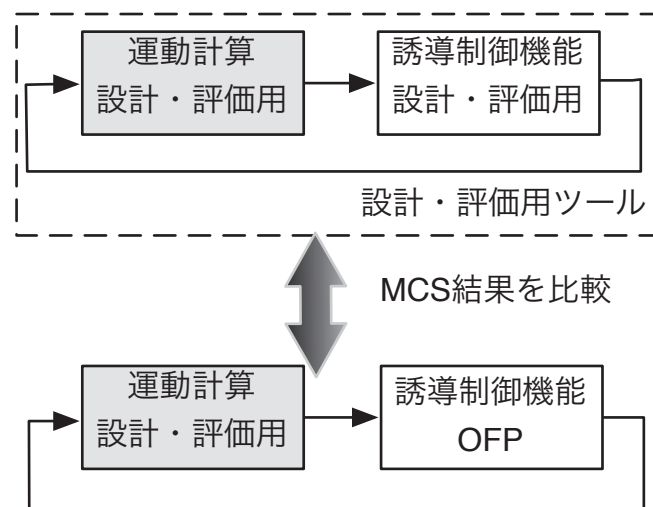 運動計算
設計・評価用
誘導制御機能
設計・評価用
設計・評価用ツール
MCS結果を比較
運動計算
設計・評価用
誘導制御機能
OFP